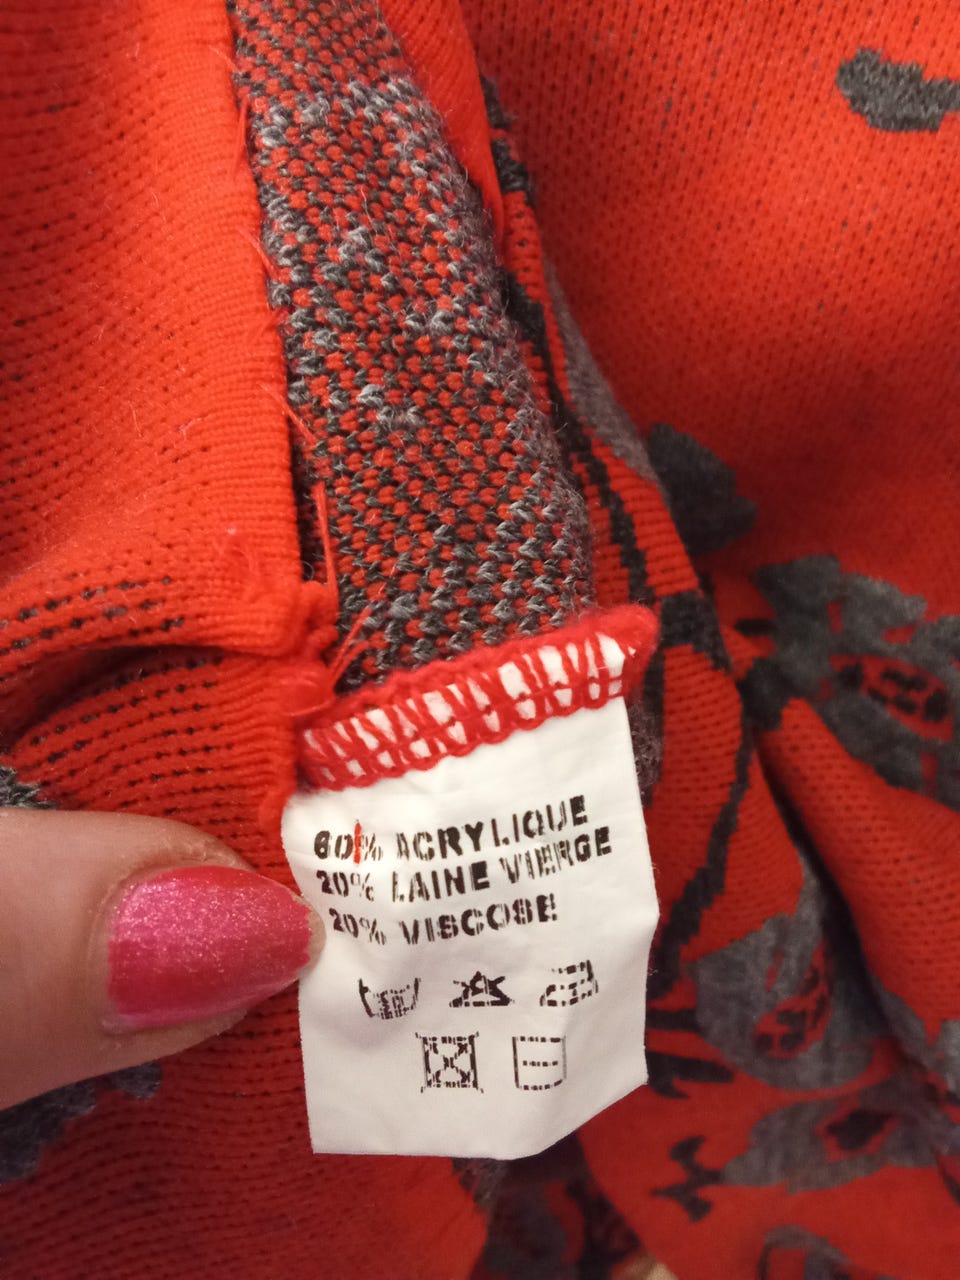 60% ACRYLIQUE
20% LAINE VIERGE
20% VISCOSE